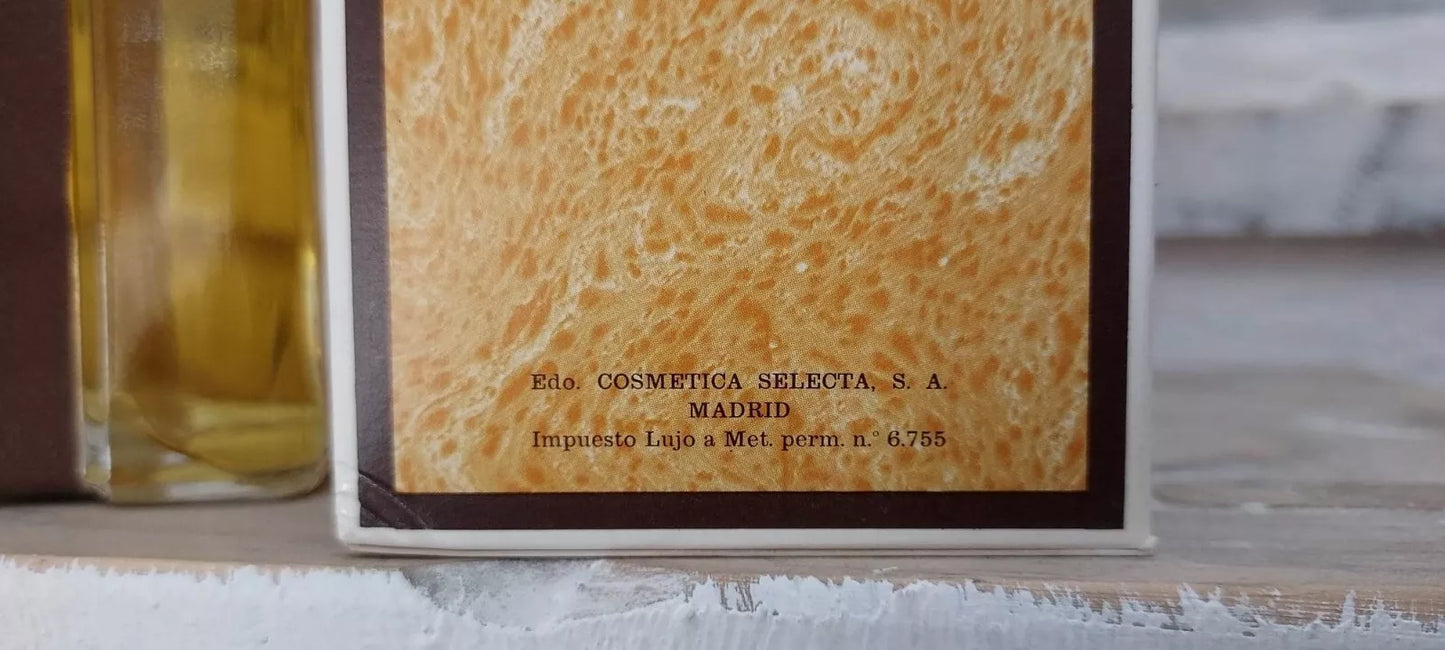 Edo. COSMETICA SELECTA, S. A.
MADRID
Impuesto Lujo a Met. perm. n.° 6.755